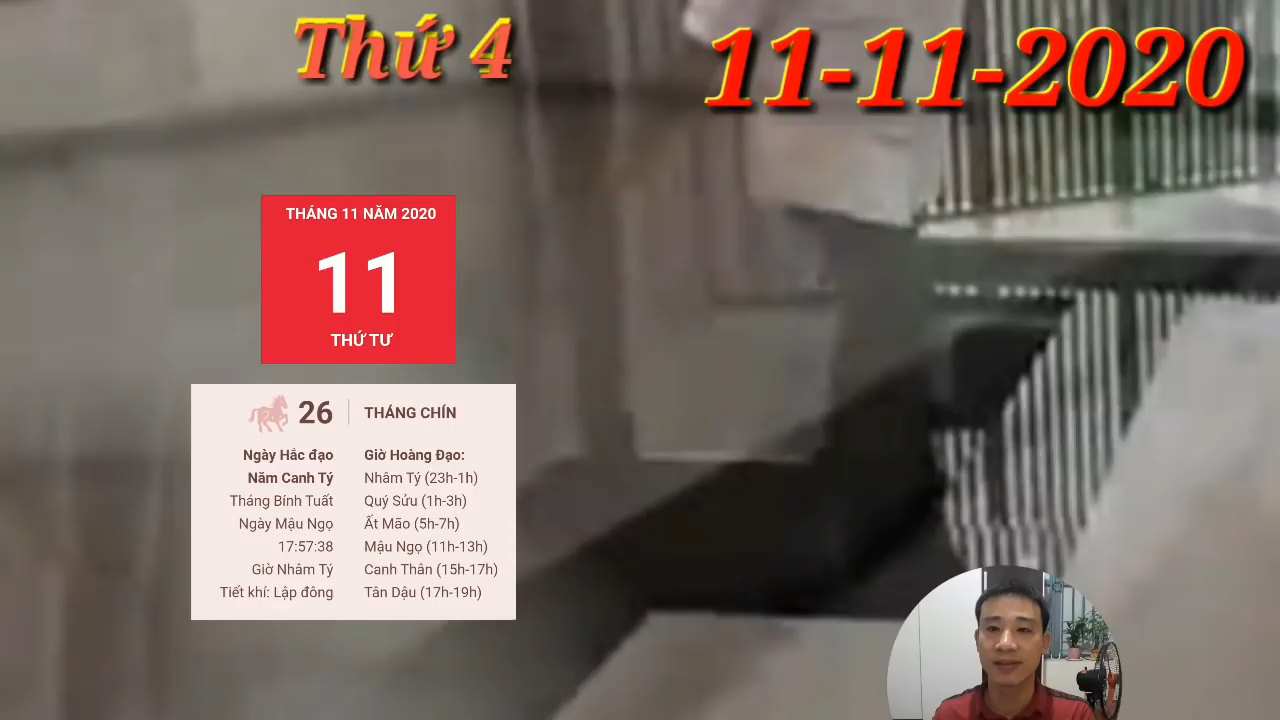 Thứ 4
11-11-2020
THÁNG 11 NĂM 2020
11
THỨ TƯ
26
THÁNG CHÍN
Ngày Hắc đạo
Năm Canh Tý
Tháng Bính Tuất
Ngày Mậu Ngọ
17:57:38
Giờ Nhâm Tý
Tiết khí: Lập đông
Giờ Hoàng Đạo:
Nhâm Tý (23h-1h)
Quý Sửu (1h-3h)
Ất Mão (5h-7h)
Mậu Ngọ (11h-13h)
Canh Thân (15h-17h)
Tân Dậu (17h-19h)